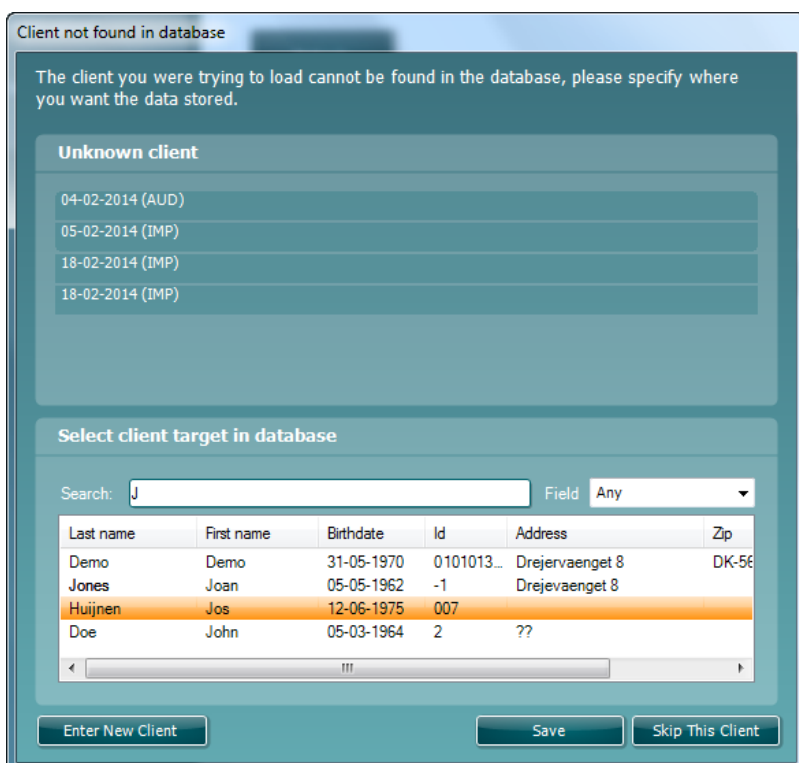 Client not found in database
The client you were trying to load cannot be found in the database, please specify where
you want the data stored.
Unknown client
04-02-2014 (AUD)
05-02-2014 (IMP)
18-02-2014 (IMP)
18-02-2014 (IMP)
Select client target in database
Search: J Field Any
Last name First name Birthdate Id Address Zip
Demo Demo 31-05-1970 0101013... Drejervaenget 8 DK-56
Jones Joan 05-05-1962 -1 Drejevaenget 8
Huijnen Jos 12-06-1975 007
Doe John 05-03-1964 2 ??
Enter New Client Save Skip This Client